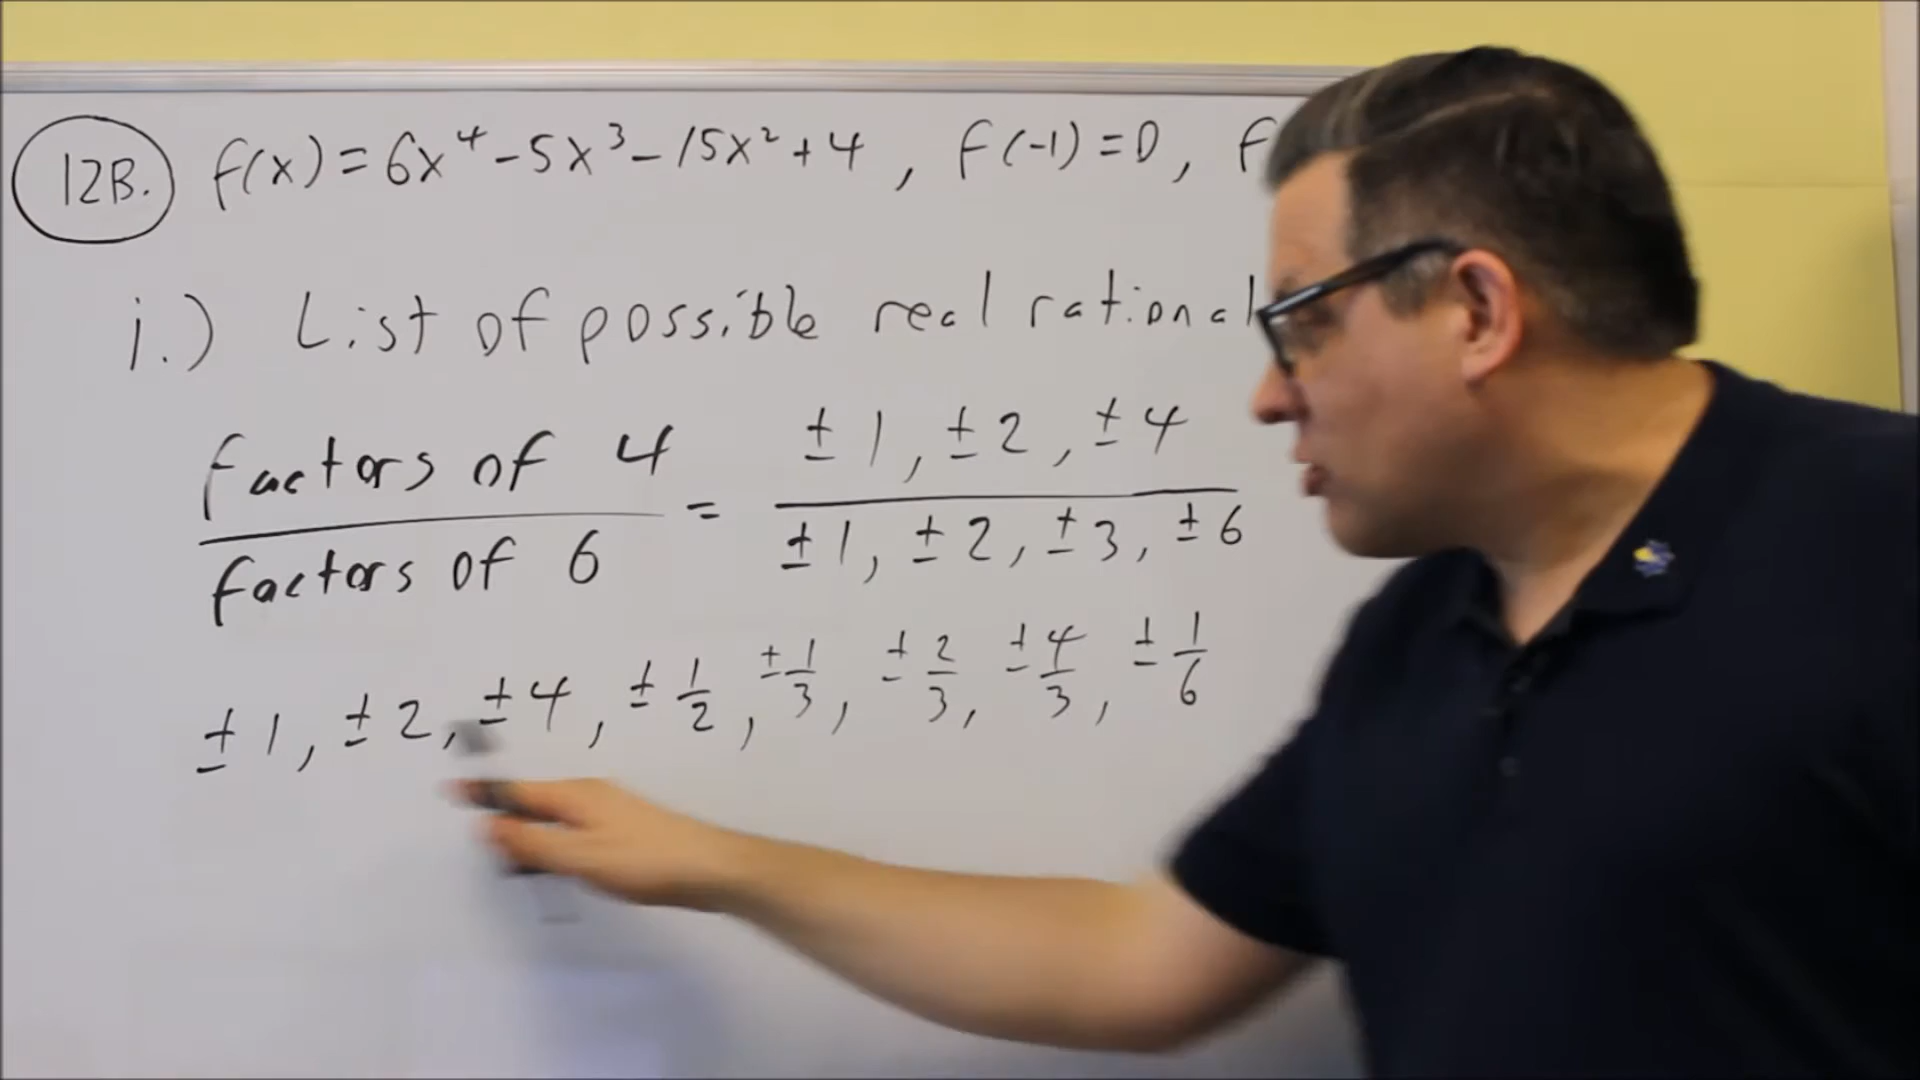 12B. f(x) = 6x⁴ - 5x³ - 15x² + 4 , f(-1) = 0 , f
i.) List of possible real rational
factors of 4 / factors of 6 = ± 1, ± 2, ± 4 / ± 1, ± 2, ± 3, ± 6
± 1, ± 2, ± 4, ± 1/2, ± 1/3, ± 2/3, ± 4/3, ± 1/6